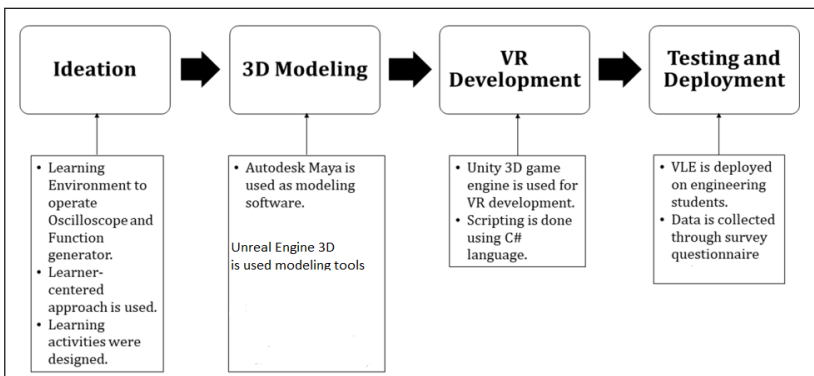 Ideation
3D Modeling
VR
Development
Testing and
Deployment
• Learning
Environment to
operate
Oscilloscope and
Function
generator.
• Learner-
centered
approach is used.
• Learning
activities were
designed.
• Autodesk Maya is
used as modeling
software.
Unreal Engine 3D
is used modeling tools
• Unity 3D game
engine is used for
VR development.
• Scripting is done
using C#
language.
• VLE is deployed
on engineering
students.
• Data is collected
through survey
questionnaire